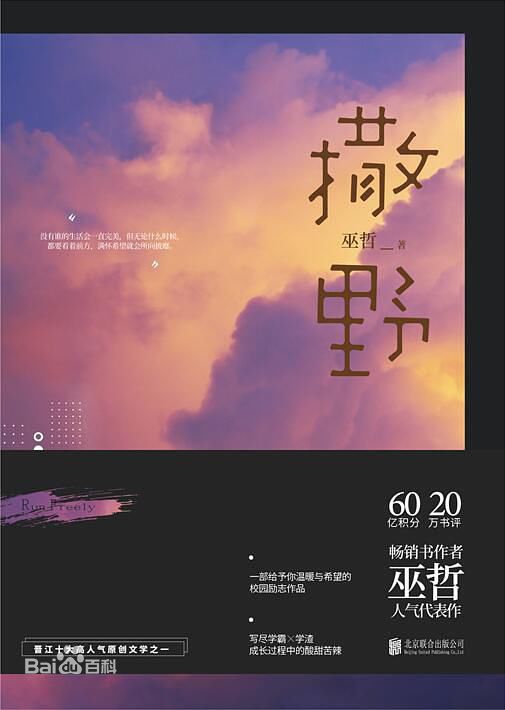 撒野
巫哲 著
“
没有谁的生活会一直完美,但无论什么时候,
都要看着前方,满怀希望就会所向披靡。
”
Run Freely
60 20
亿积分 万书评
畅销书作者
巫哲
人气代表作
一部给予你温暖与希望的
校园励志作品
写尽学霸×学渣
成长过程中的酸甜苦辣
晋江十大高人气原创文学之一
北京联合出版公司
Beijing United Publishing Co.,Ltd.
Bai百科